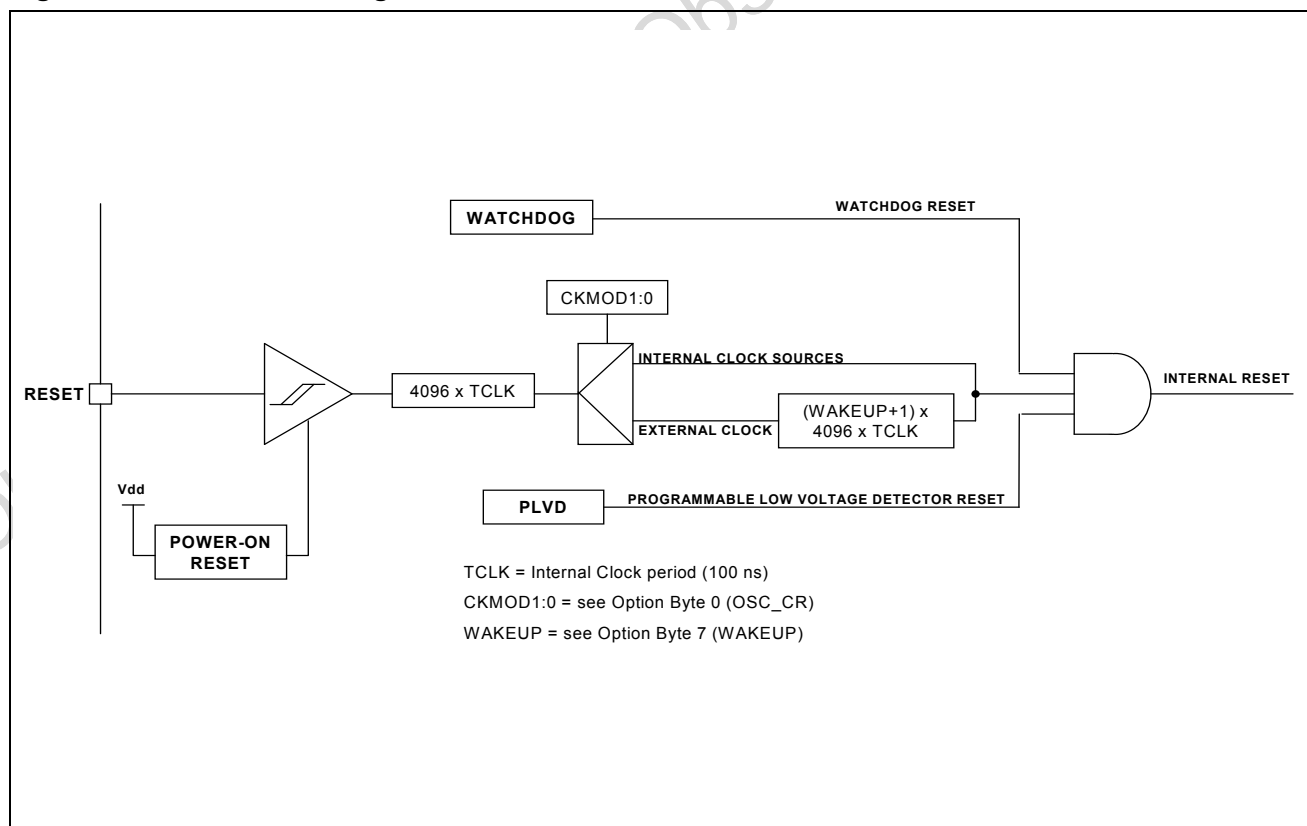 WATCHDOG
WATCHDOG RESET
CKMOD1:0
INTERNAL CLOCK SOURCES
INTERNAL RESET
RESET
4096 x TCLK
(WAKEUP+1) x
4096 x TCLK
EXTERNAL CLOCK
Vdd
PLVD
PROGRAMMABLE LOW VOLTAGE DETECTOR RESET
POWER-ON
RESET
TCLK = Internal Clock period (100 ns)
CKMOD1:0 = see Option Byte 0 (OSC_CR)
WAKEUP = see Option Byte 7 (WAKEUP)